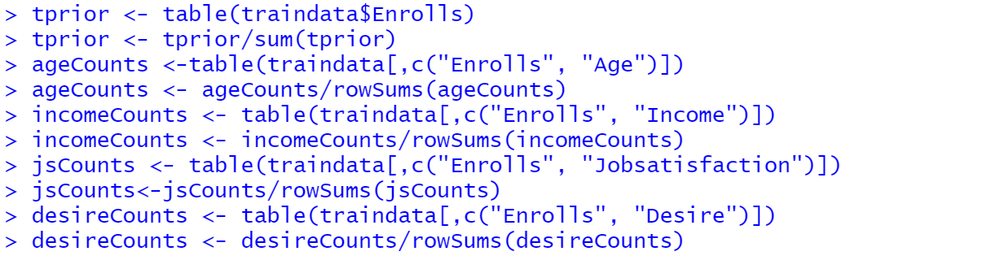 > tprior <- table(traindata$Enrolls)
> tprior <- tprior/sum(tprior)
> ageCounts <-table(traindata[,c("Enrolls", "Age")])
> ageCounts <- ageCounts/rowSums(ageCounts)
> incomeCounts <- table(traindata[,c("Enrolls", "Income")])
> incomeCounts <- incomeCounts/rowSums(incomeCounts)
> jsCounts <- table(traindata[,c("Enrolls", "Jobsatisfaction")])
> jsCounts<-jsCounts/rowSums(jsCounts)
> desireCounts <- table(traindata[,c("Enrolls", "Desire")])
> desireCounts <- desireCounts/rowSums(desireCounts)